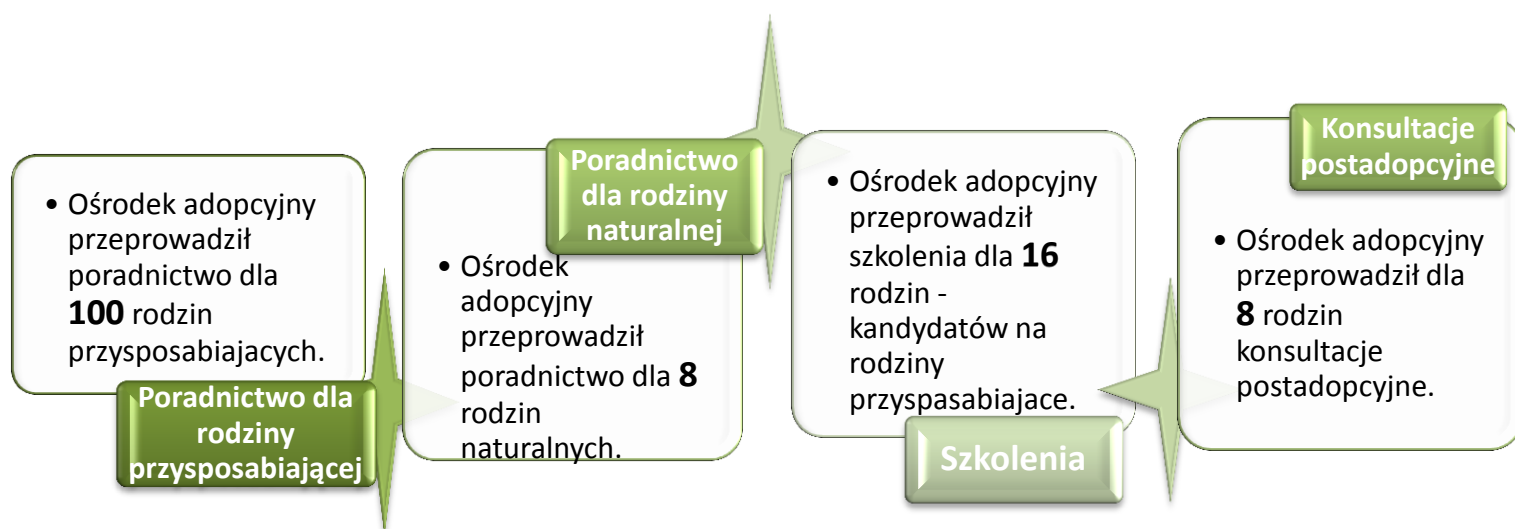 • Ośrodek adopcyjny
przeprowadził
poradnictwo dla
100 rodzin
przysposabiajacych.
Poradnictwo dla
rodziny
przysposabiającej
Poradnictwo
dla rodziny
naturalnej
• Ośrodek
adopcyjny
przeprowadził
poradnictwo dla 8
rodzin
naturalnych.
• Ośrodek adopcyjny
przeprowadził
szkolenia dla 16
rodzin -
kandydatów na
rodziny
przyspasabiajace.
Szkolenia
Konsultacje
postadopcyjne
• Ośrodek adopcyjny
przeprowadził dla
8 rodzin
konsultacje
postadopcyjne.